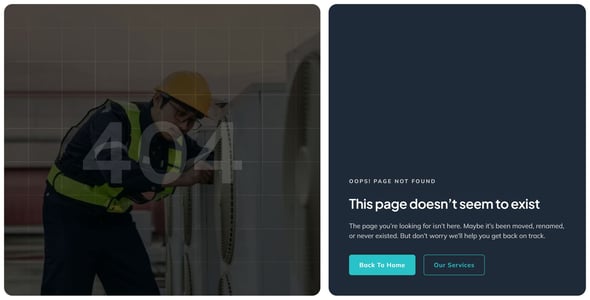 404
OOPS! PAGE NOT FOUND
This page doesn't seem to exist
The page you're looking for isn't here. Maybe it's been moved, renamed,
or never existed. But don't worry we'll help you get back on track.
Back To Home
Our Services